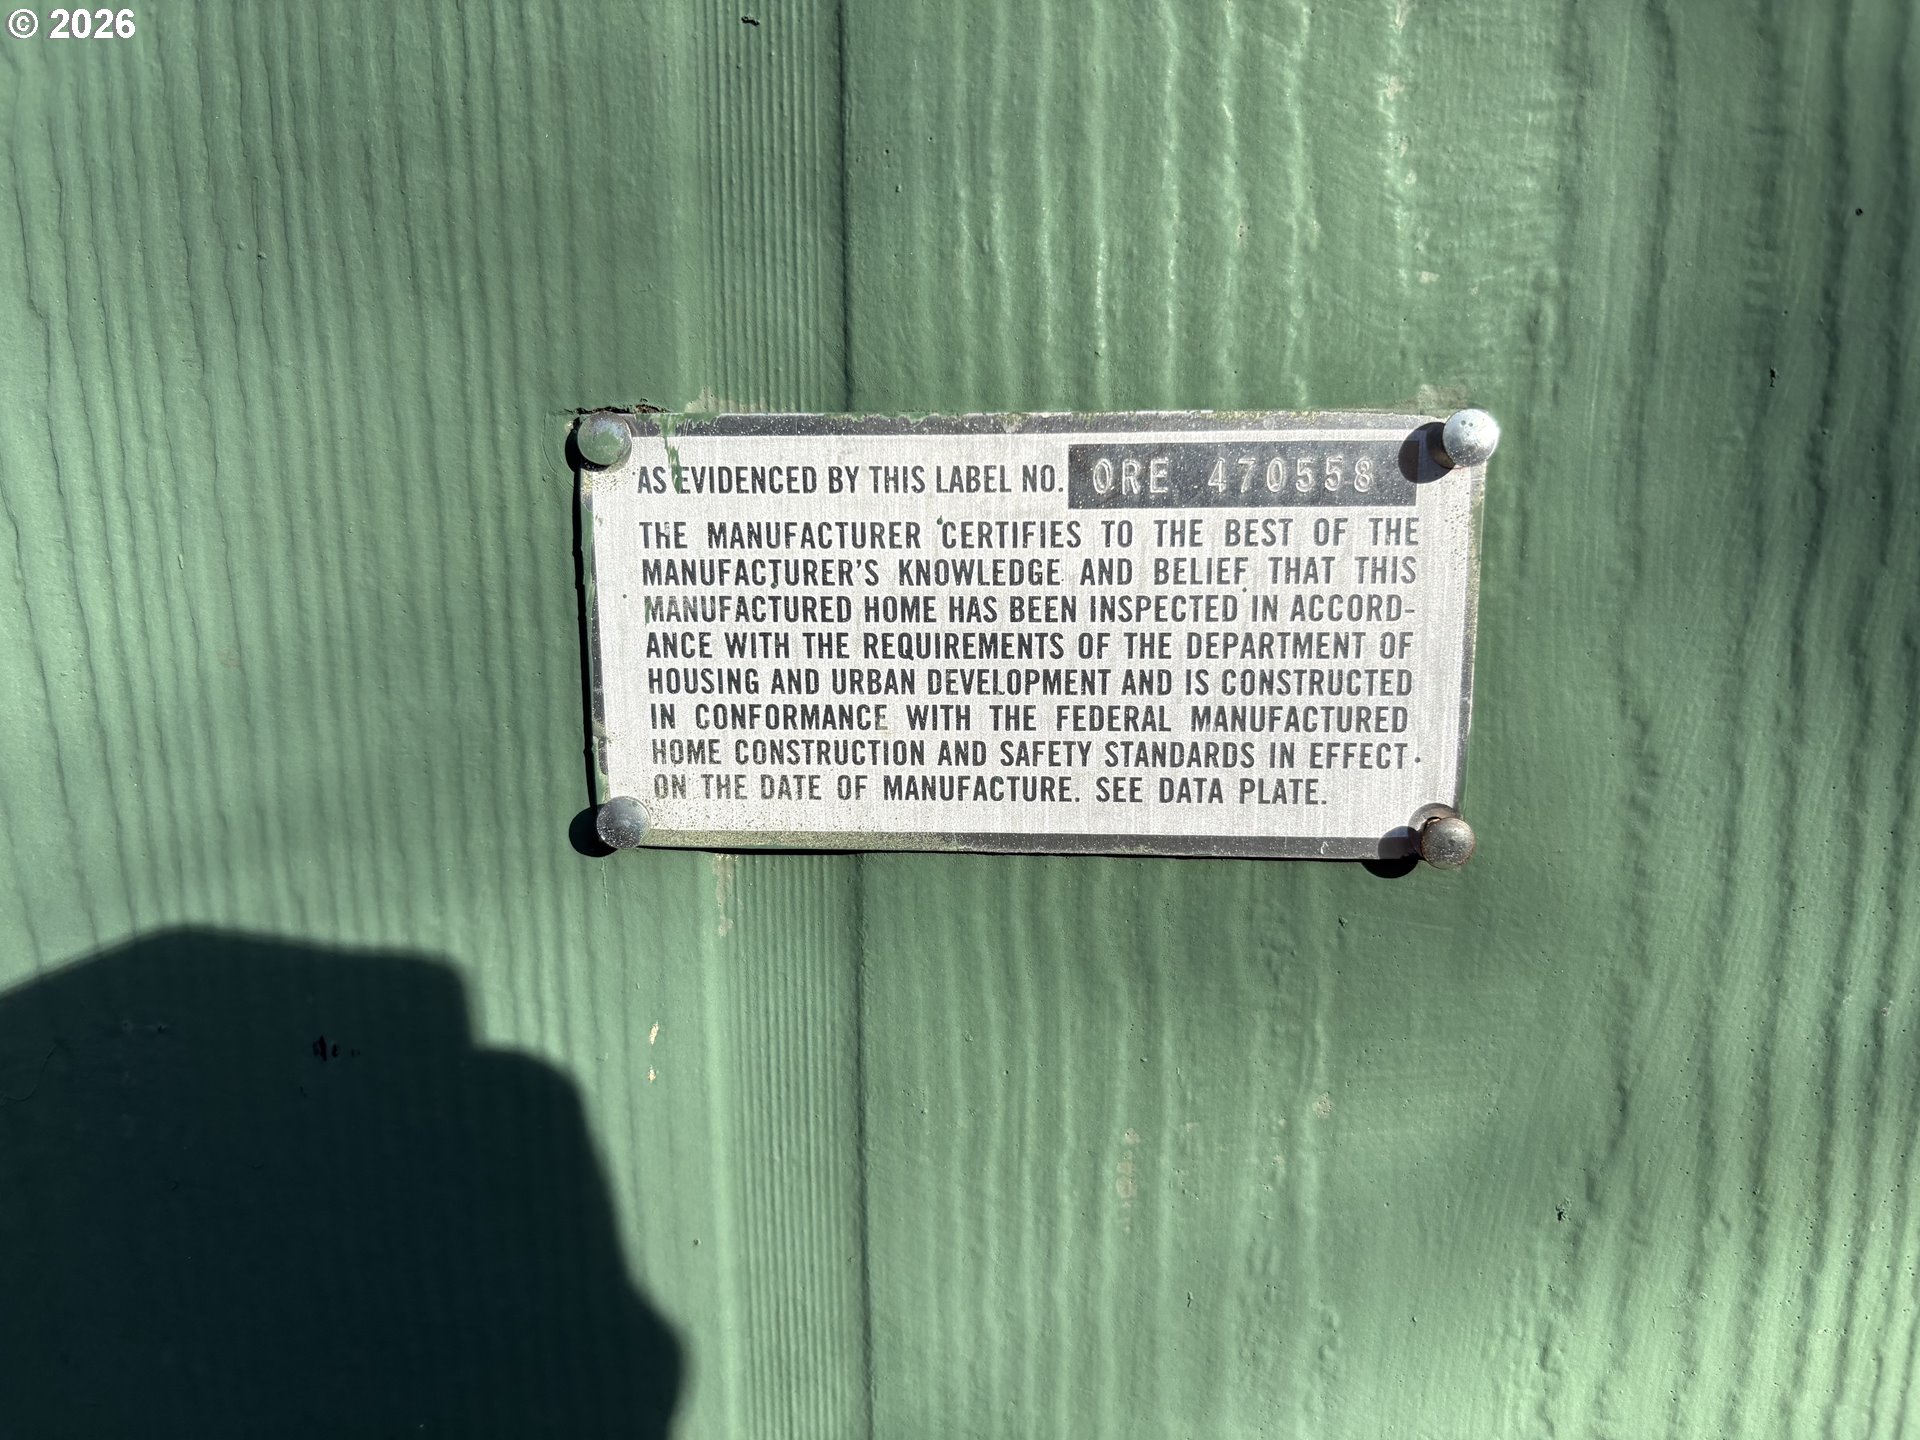 © 2026
AS EVIDENCED BY THIS LABEL NO. ORE 470558
THE MANUFACTURER CERTIFIES TO THE BEST OF THE
MANUFACTURER'S KNOWLEDGE AND BELIEF THAT THIS
MANUFACTURED HOME HAS BEEN INSPECTED IN ACCORD-
ANCE WITH THE REQUIREMENTS OF THE DEPARTMENT OF
HOUSING AND URBAN DEVELOPMENT AND IS CONSTRUCTED
IN CONFORMANCE WITH THE FEDERAL MANUFACTURED
HOME CONSTRUCTION AND SAFETY STANDARDS IN EFFECT
ON THE DATE OF MANUFACTURE. SEE DATA PLATE.